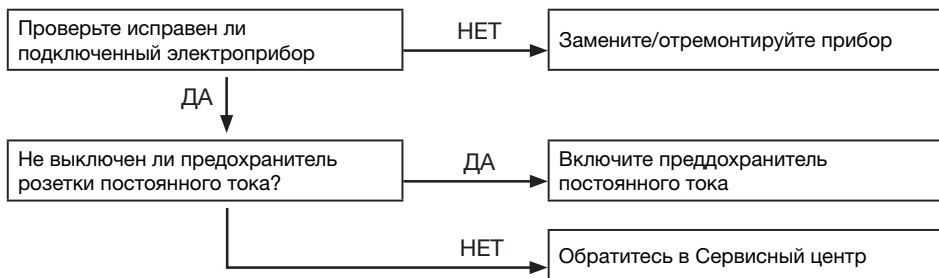 Проверьте исправен ли
подключенный электроприбор
НЕТ
Замените/отремонтируйте прибор
ДА
Не выключен ли предохранитель
розетки постоянного тока?
ДА
Включите преддохранитель
постоянного тока
НЕТ
Обратитесь в Сервисный центр